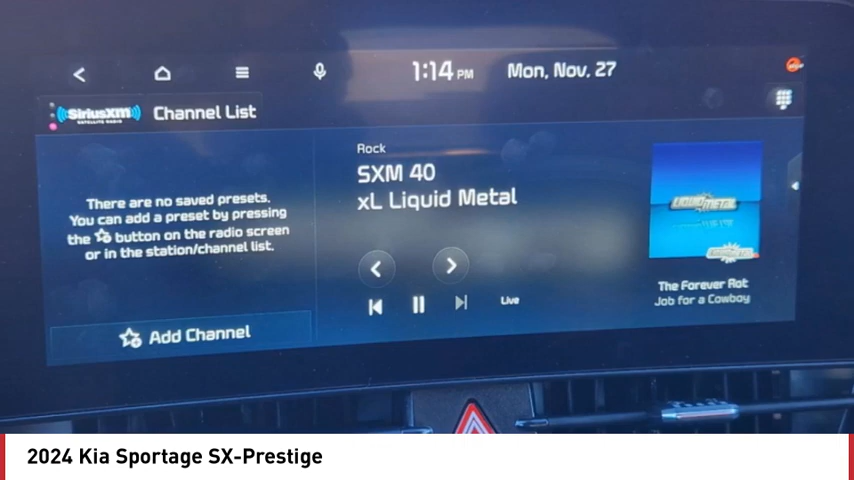 1:14 PM Mon, Nov. 27
SiriusXM Channel List
SATELLITE RADIO
Rock
SXM 40
xL Liquid Metal
There are no saved presets.
You can add a preset by pressing
the button on the radio screen
or in the station/channel list.
Add Channel
Live
LIQUID METAL
The Forever Rot
Job for a Cowboy
2024 Kia Sportage SX-Prestige